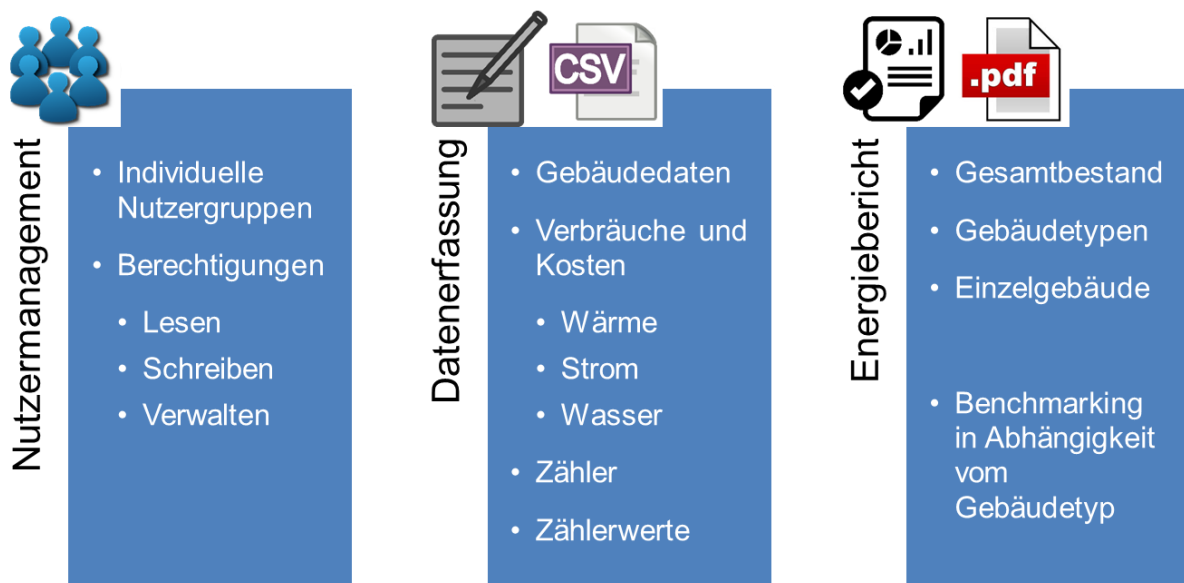 Nutzermanagement
• Individuelle
Nutzergruppen
• Berechtigungen
• Lesen
• Schreiben
• Verwalten
CSV
Datenerfassung
• Gebäudedaten
• Verbräuche und
Kosten
• Wärme
• Strom
• Wasser
• Zähler
• Zählerwerte
.pdf
Energiebericht
• Gesamtbestand
• Gebäudetypen
• Einzelgebäude
• Benchmarking
in Abhängigkeit
vom
Gebäudetyp